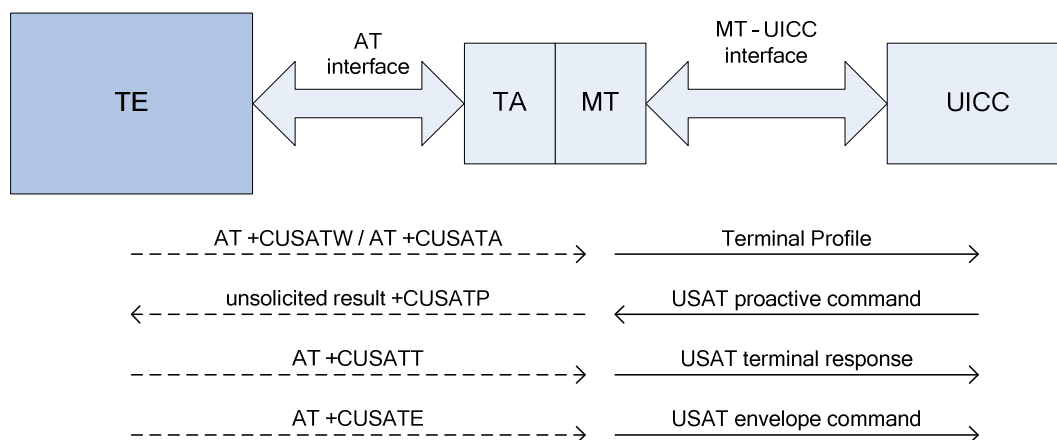 TE
AT
interface
TA
MT
MT - UICC
interface
UICC
AT +CUSATW / AT +CUSATA
Terminal Profile
unsolicited result +CUSATP
USAT proactive command
AT +CUSATT
USAT terminal response
AT +CUSATE
USAT envelope command